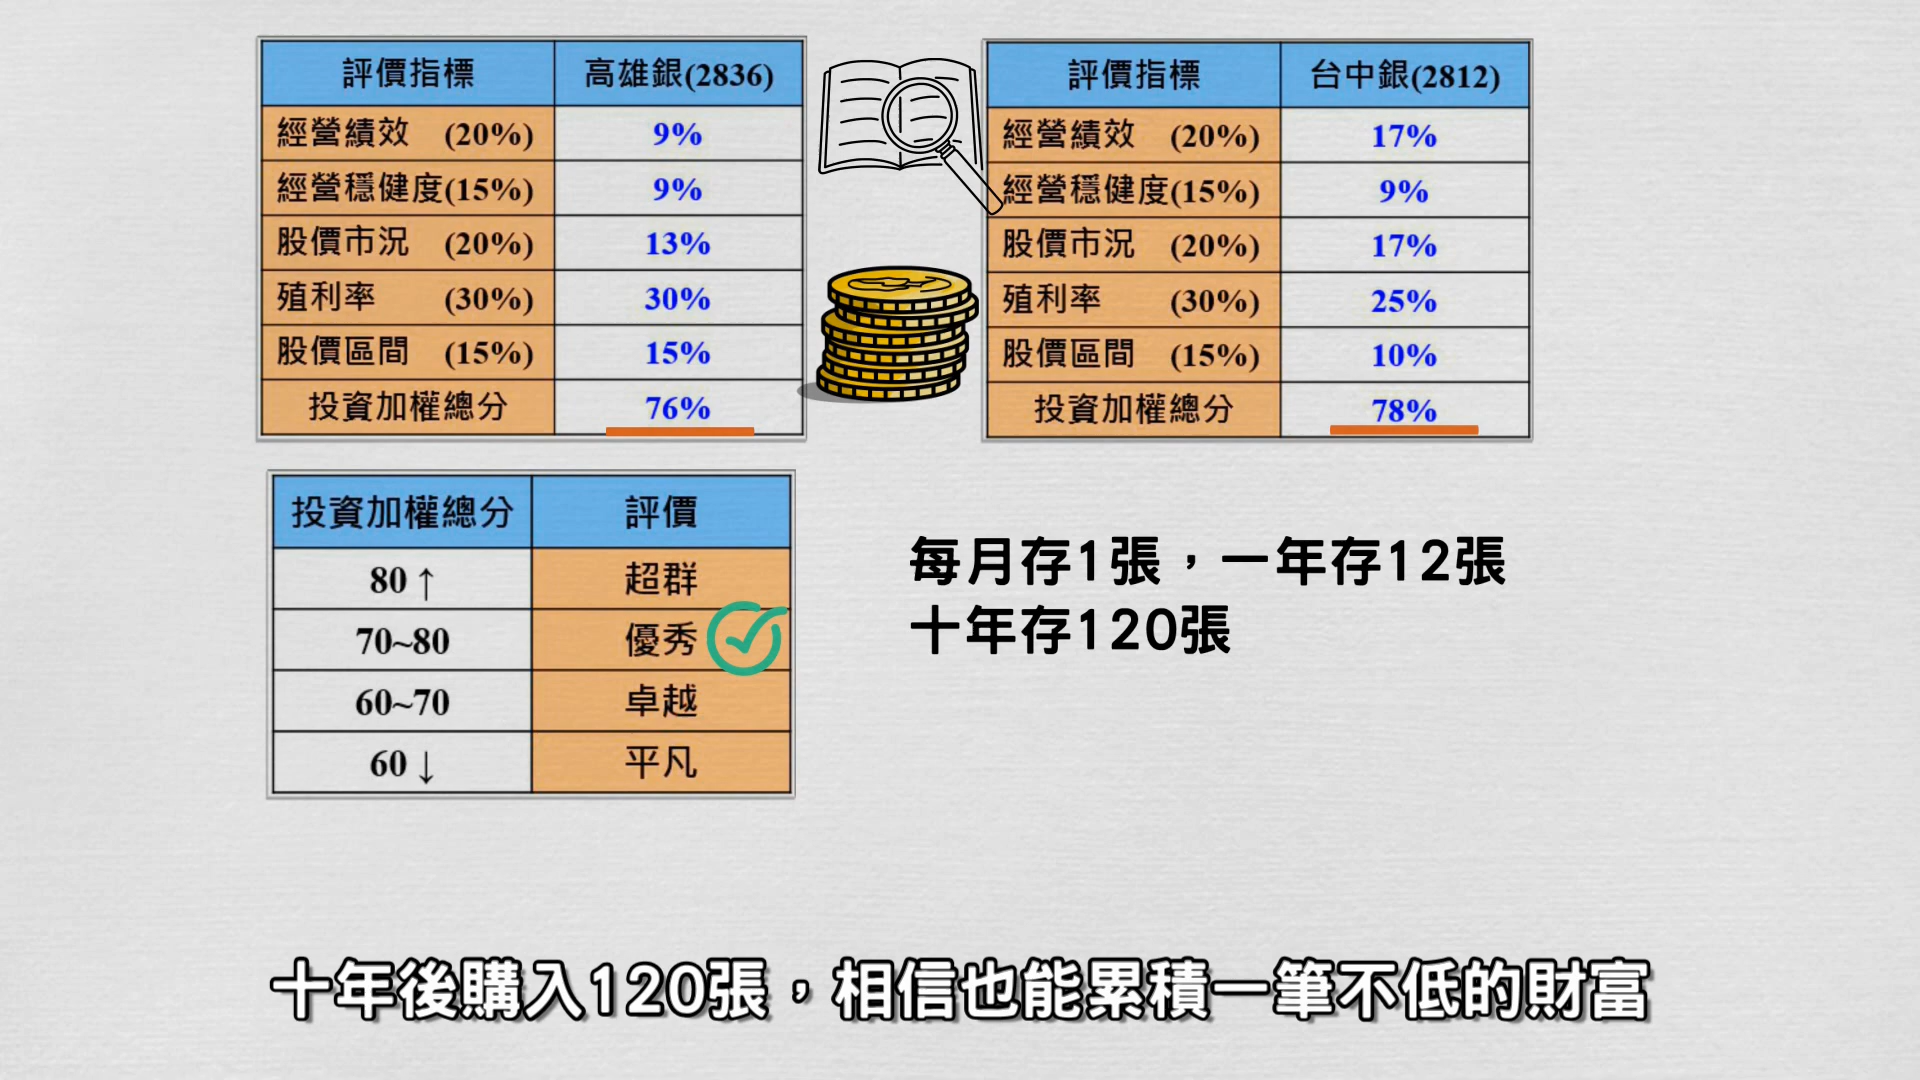 評價指標 高雄銀(2836)
經營績效 (20%) 9%
經營穩健度(15%) 9%
股價市況 (20%) 13%
殖利率 (30%) 30%
股價區間 (15%) 15%
投資加權總分 76%
評價指標 台中銀(2812)
經營績效 (20%) 17%
經營穩健度(15%) 9%
股價市況 (20%) 17%
殖利率 (30%) 25%
股價區間 (15%) 10%
投資加權總分 78%
投資加權總分 評價
80↑ 超群
70~80 優秀
60~70 卓越
60↓ 平凡
每月存1張，一年存12張
十年存120張
十年後購入120張，相信也能累積一筆不低的財富